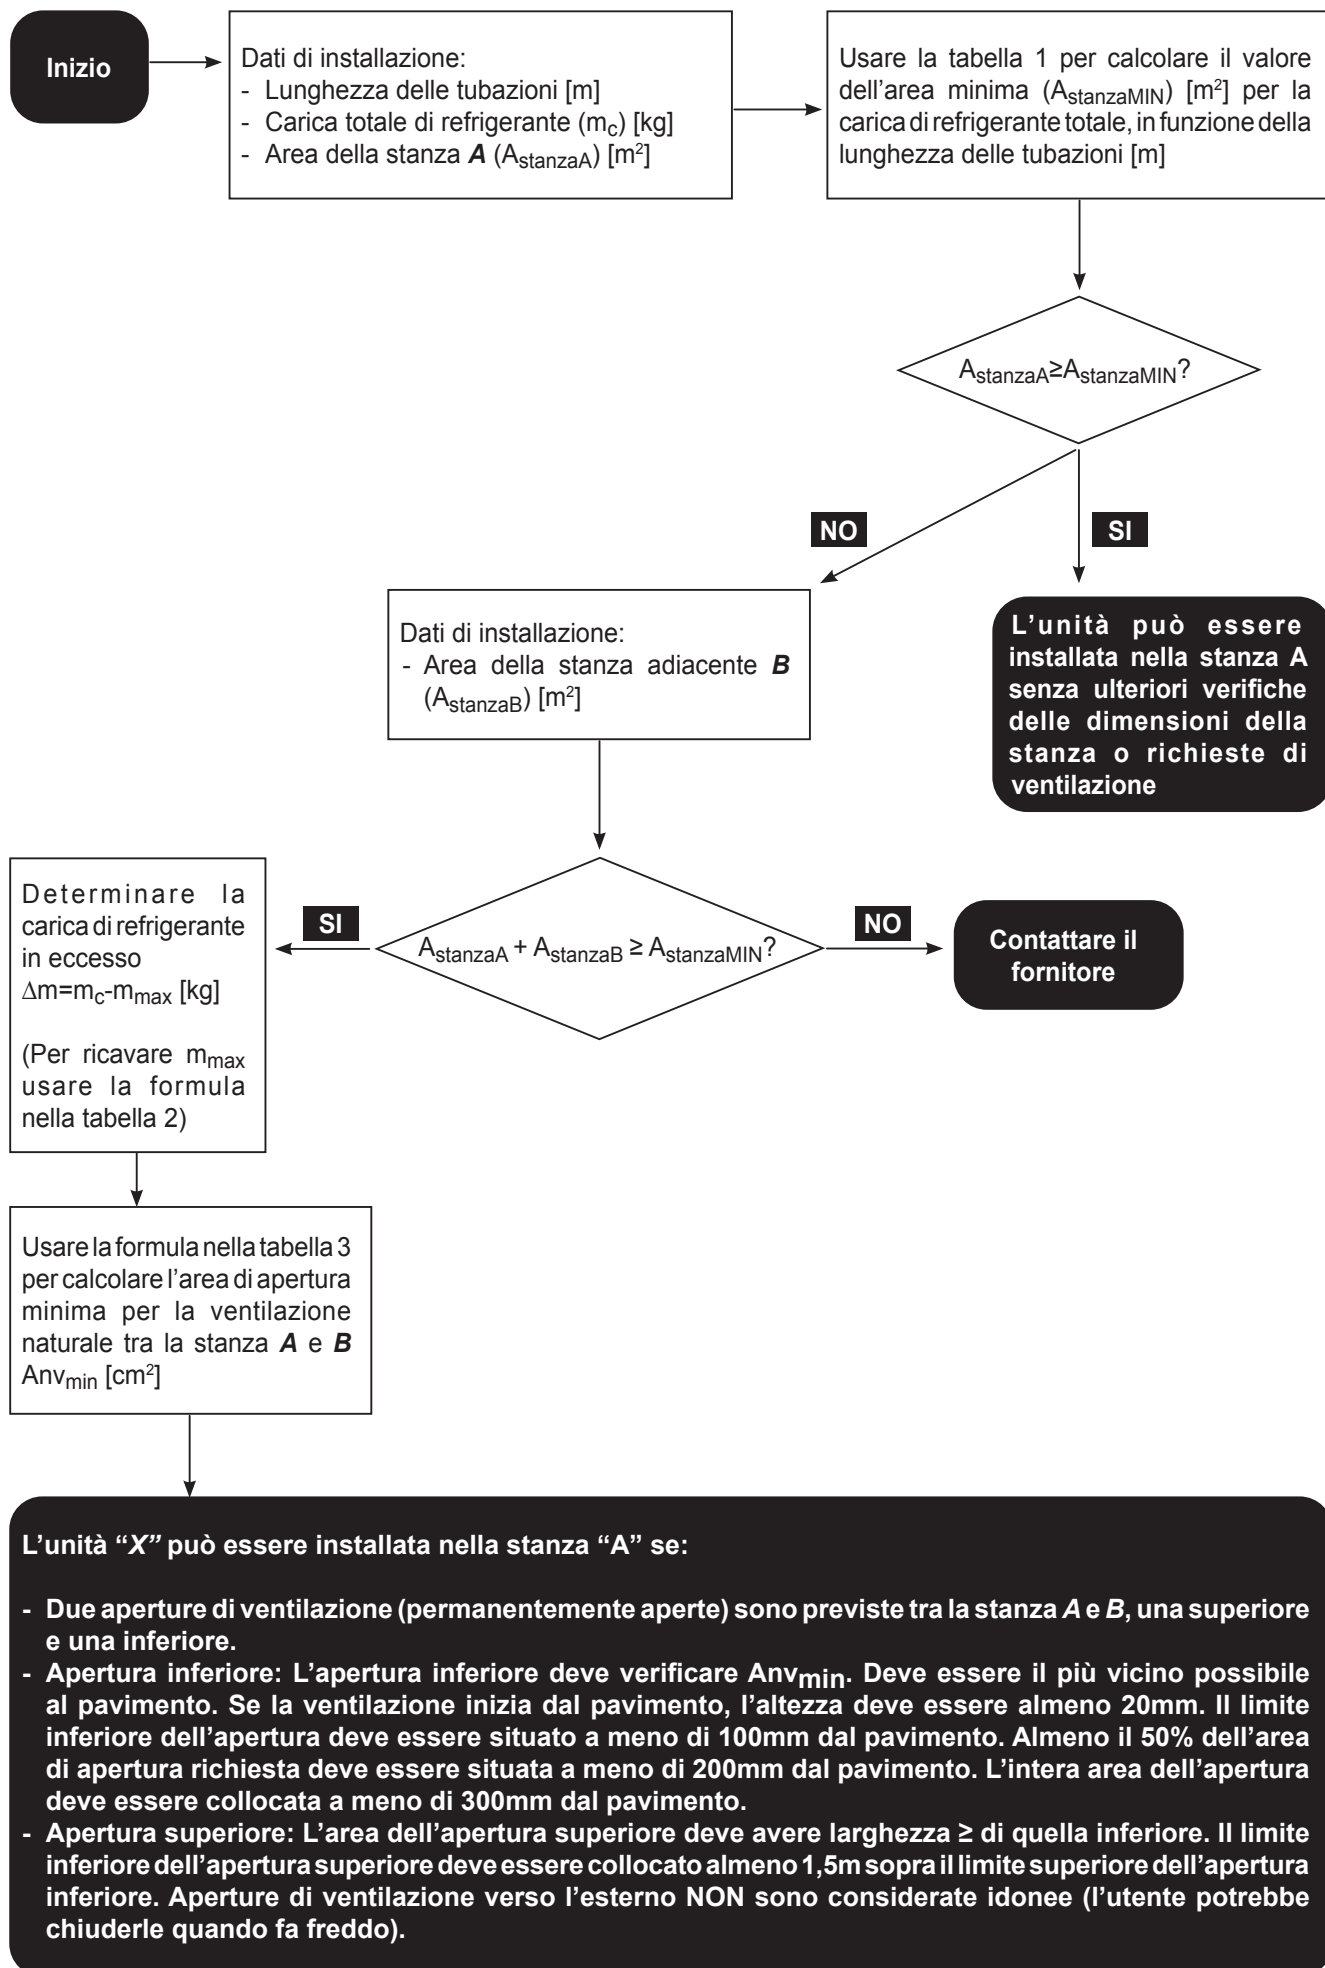 Inizio
Dati di installazione:
- Lunghezza delle tubazioni [m]
- Carica totale di refrigerante (mc) [kg]
- Area della stanza A (AstanzaA) [m²]
Usare la tabella 1 per calcolare il valore
dell'area minima (AstanzaMIN) [m²] per la
carica di refrigerante totale, in funzione della
lunghezza delle tubazioni [m]
AstanzaA≥AstanzaMIN?
NO
SI
Dati di installazione:
- Area della stanza adiacente B
(AstanzaB) [m²]
L'unità può essere
installata nella stanza A
senza ulteriori verifiche
delle dimensioni della
stanza o richieste di
ventilazione
Determinare la
carica di refrigerante
in eccesso
Δm=mc-mmax [kg]
(Per ricavare mmax
usare la formula
nella tabella 2)
SI
AstanzaA + AstanzaB ≥ AstanzaMIN?
NO
Contattare il
fornitore
Usare la formula nella tabella 3
per calcolare l'area di apertura
minima per la ventilazione
naturale tra la stanza A e B
Anvmin [cm²]
L'unità “X” può essere installata nella stanza “A” se:
- Due aperture di ventilazione (permanentemente aperte) sono previste tra la stanza A e B, una superiore
e una inferiore.
- Apertura inferiore: L'apertura inferiore deve verificare Anvmin. Deve essere il più vicino possibile
al pavimento. Se la ventilazione inizia dal pavimento, l'altezza deve essere almeno 20mm. Il limite
inferiore dell'apertura deve essere situato a meno di 100mm dal pavimento. Almeno il 50% dell'area
di apertura richiesta deve essere situata a meno di 200mm dal pavimento. L'intera area dell'apertura
deve essere collocata a meno di 300mm dal pavimento.
- Apertura superiore: L'area dell'apertura superiore deve avere larghezza ≥ di quella inferiore. Il limite
inferiore dell'apertura superiore deve essere collocato almeno 1,5m sopra il limite superiore dell'apertura
inferiore. Aperture di ventilazione verso l'esterno NON sono considerate idonee (l'utente potrebbe
chiuderle quando fa freddo).